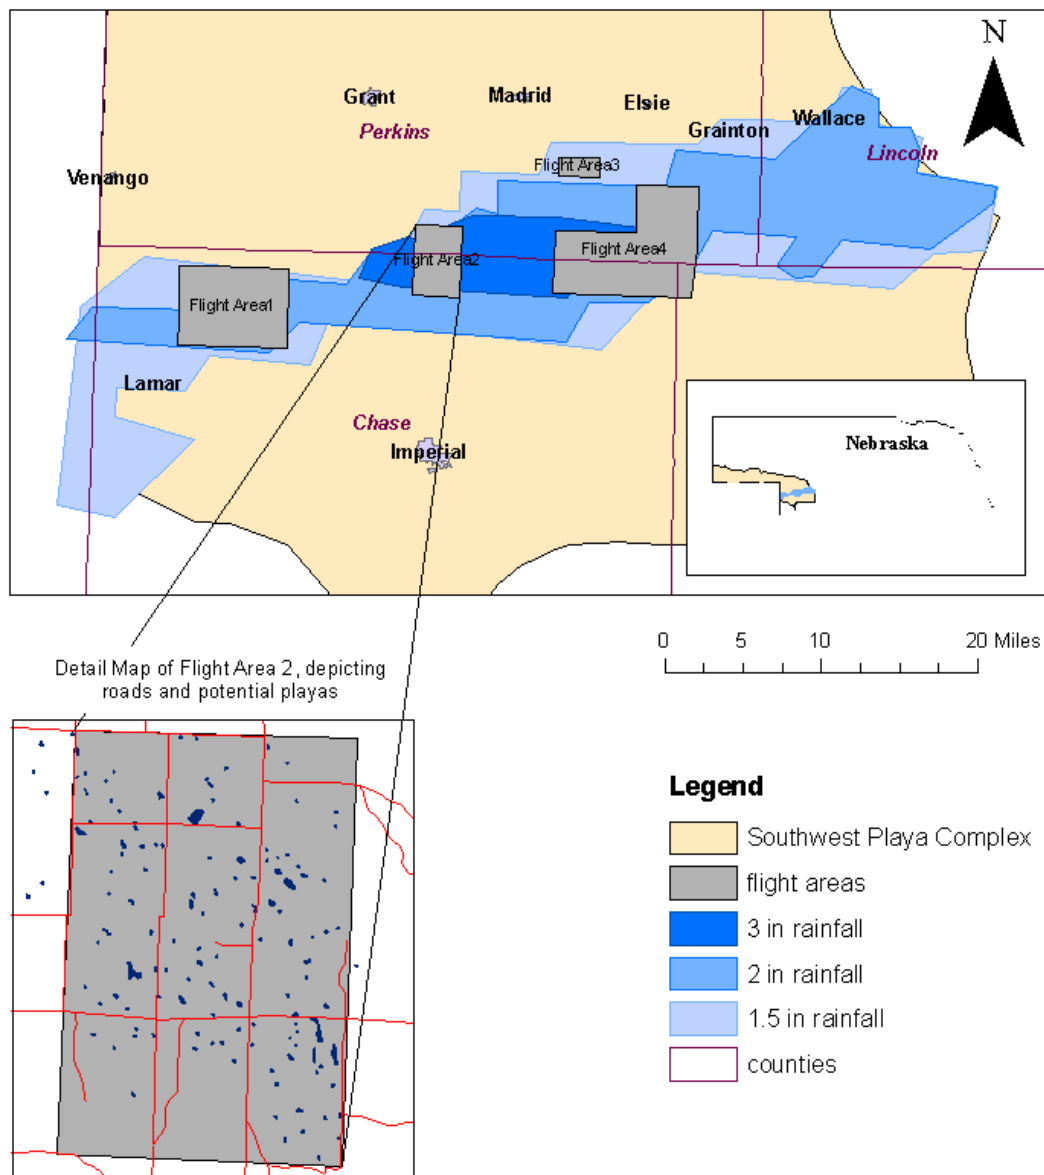 N
Grant
Madrid
Elsie
Wallace
Perkins
Grainton
Lincoln
Venango
Flight Area3
Flight Area2
Flight Area4
Flight Area1
Lamar
Chase
Imperial
Nebraska
0 5 10 20 Miles
Detail Map of Flight Area 2, depicting
roads and potential playas
Legend
Southwest Playa Complex
flight areas
3 in rainfall
2 in rainfall
1.5 in rainfall
counties